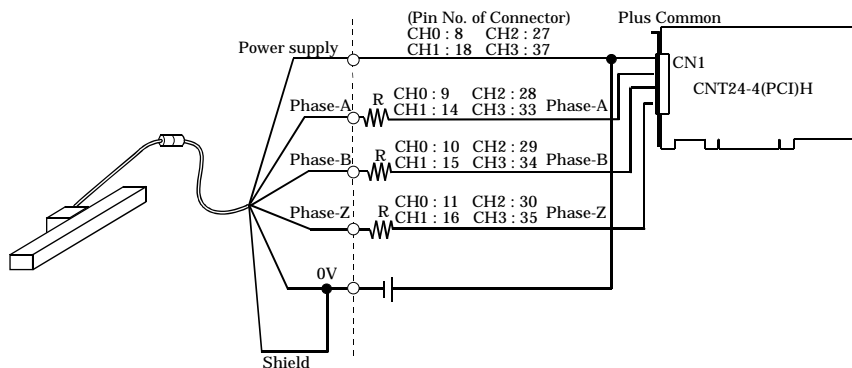 (Pin No. of Connector)
Plus Common
CH0 : 8 CH2 : 27
Power supply
CH1 : 18 CH3 : 37
CN1
CNT24-4(PCI)H
R
CH0 : 9 CH2 : 28
Phase-A
CH1 : 14 CH3 : 33
Phase-A
R
CH0 : 10 CH2 : 29
Phase-B
CH1 : 15 CH3 : 34
Phase-B
R
CH0 : 11 CH2 : 30
Phase-Z
CH1 : 16 CH3 : 35
Phase-Z
0V
Shield